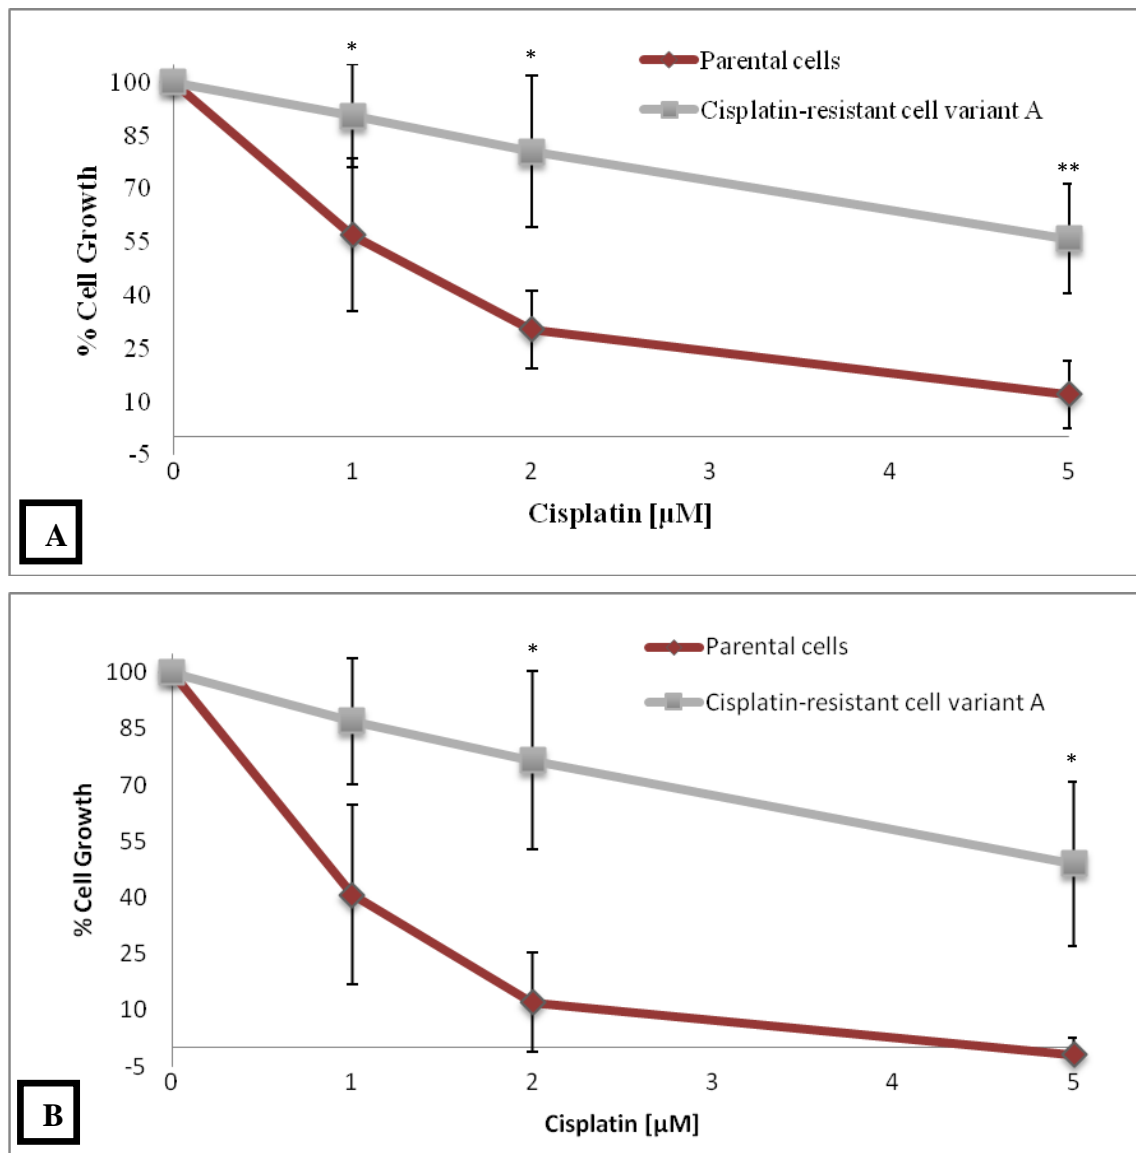 *
*
Parental cells
Cisplatin-resistant cell variant A
**
100
85
70
55
40
25
10
-5
% Cell Growth
0 1 2 3 4 5
Cisplatin [µM]
A
*
Parental cells
Cisplatin-resistant cell variant A
*
100
85
70
55
40
25
10
-5
% Cell Growth
0 1 2 3 4 5
Cisplatin [µM]
B